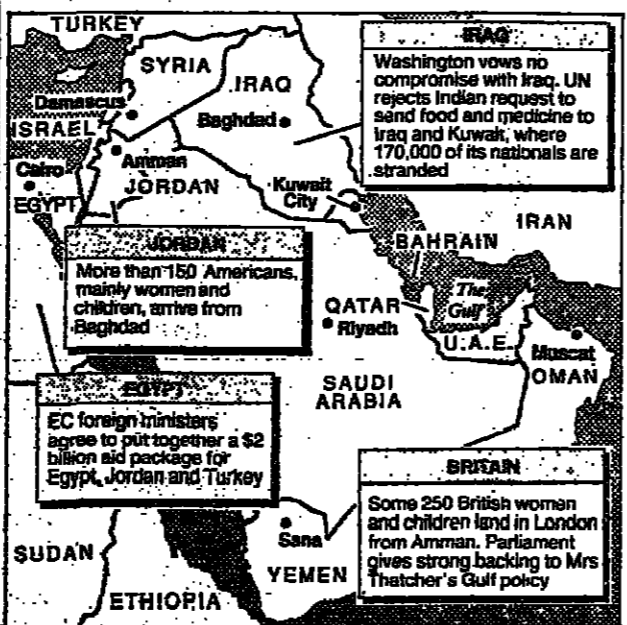 TURKEY
SYRIA
IRAQ
Damascus
ISRAEL
Baghdad
Amman
Cairo
JORDAN
EGYPT
Kuwait
City
IRAN
BAHRAIN
QATAR
The
Gulf
Riyadh
U.A.E.
Muscat
OMAN
SAUDI
ARABIA
SUDAN
ETHIOPIA
Sana
YEMEN
IRAQ
Washington vows no
compromise with Iraq. UN
rejects Indian request to
send food and medicine to
Iraq and Kuwait, where
170,000 of its nationals are
stranded
JORDAN
More than 150 Americans,
mainly women and
children, arrive from
Baghdad
EGYPT
EC foreign ministers
agree to put together a $2
billion aid package for
Egypt, Jordan and Turkey
BRITAIN
Some 250 British women
and children land in London
from Amman. Parliament
gives strong backing to Mrs
Thatcher's Gulf policy